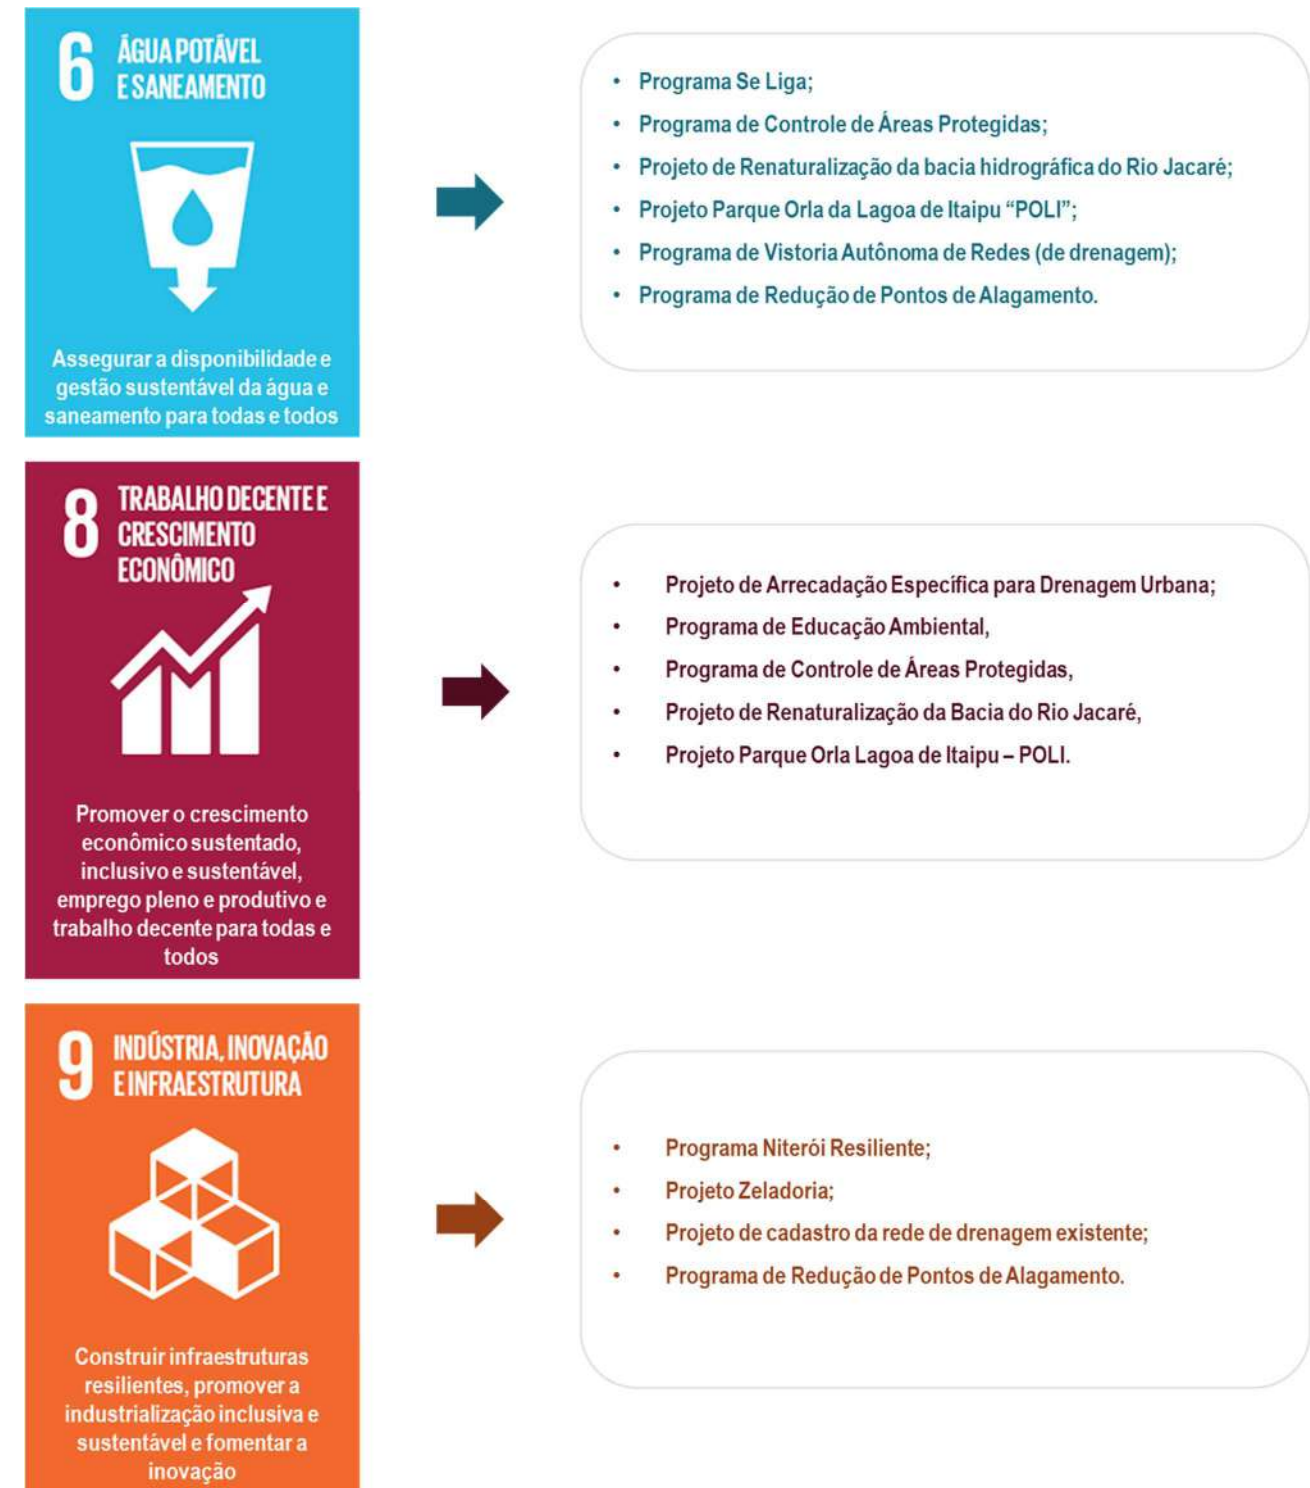 6 ÁGUA POTÁVEL
E SANEAMENTO
Assegurar a disponibilidade e
gestão sustentável da água e
saneamento para todas e todos
• Programa Se Liga;
• Programa de Controle de Áreas Protegidas;
• Projeto de Renaturalização da bacia hidrográfica do Rio Jacaré;
• Projeto Parque Orla da Lagoa de Itaipu “POLI”;
• Programa de Vistoria Autônoma de Redes (de drenagem);
• Programa de Redução de Pontos de Alagamento.
8 TRABALHO DECENTE E
CRESCIMENTO
ECONÔMICO
Promover o crescimento
econômico sustentado,
inclusivo e sustentável,
emprego pleno e produtivo e
trabalho decente para todas e
todos
• Projeto de Arrecadação Específica para Drenagem Urbana;
• Programa de Educação Ambiental,
• Programa de Controle de Áreas Protegidas,
• Projeto de Renaturalização da Bacia do Rio Jacaré,
• Projeto Parque Orla Lagoa de Itaipu – POLI.
9 INDÚSTRIA, INOVAÇÃO
E INFRAESTRUTURA
Construir infraestruturas
resilientes, promover a
industrialização inclusiva e
sustentável e fomentar a
inovação
• Programa Niterói Resiliente;
• Projeto Zeladoria;
• Projeto de cadastro da rede de drenagem existente;
• Programa de Redução de Pontos de Alagamento.